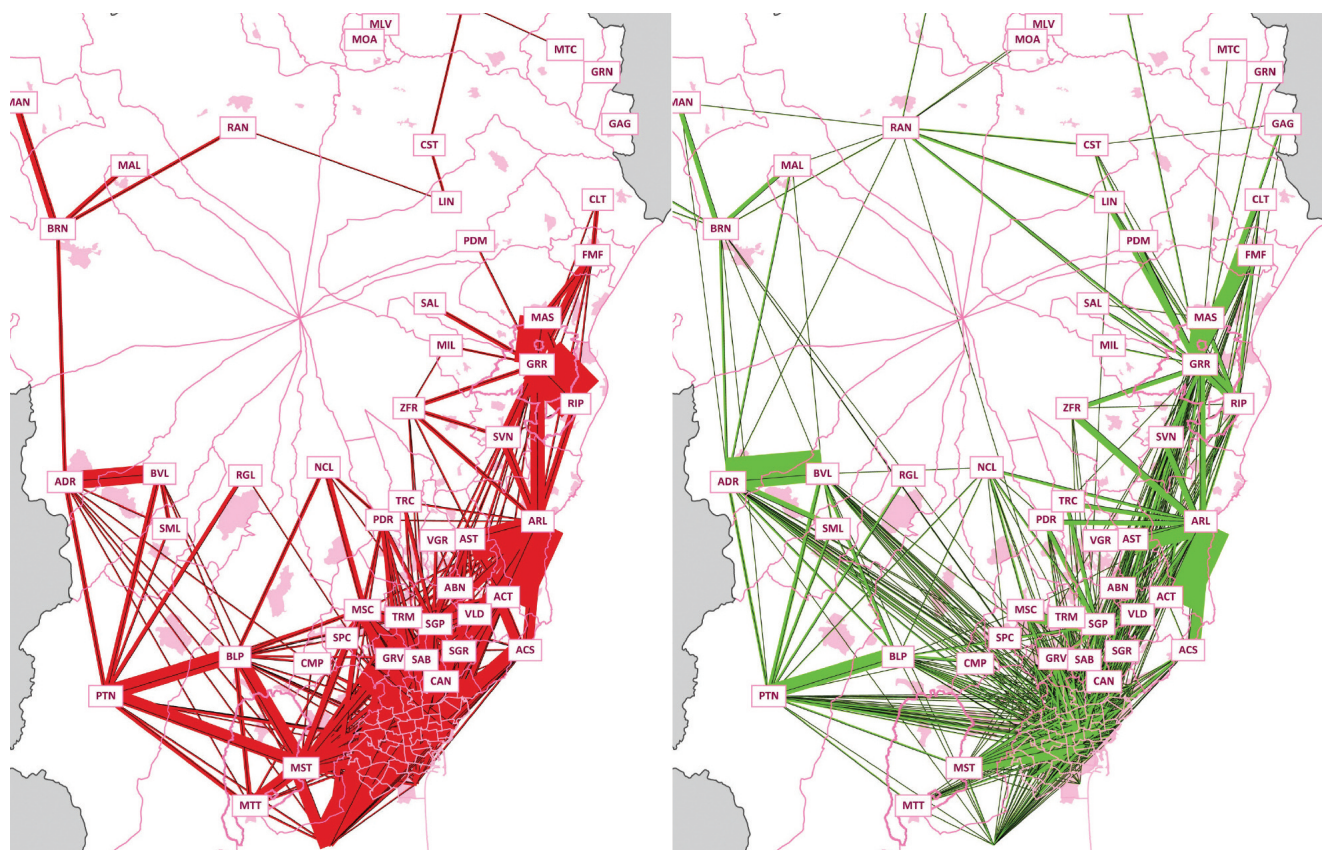 MLV
MOA
MTC
GRN
MAN
RAN
GAG
CST
MAL
LIN
CLT
BRN
PDM
FMF
SAL
MAS
MIL
GRR
ZFR
RIP
SVN
ADR
BVL
RGL
NCL
TRC
PDR
ARL
SML
VGR
AST
ABN
ACT
MSC
TRM
SGP
VLD
SPC
BLP
CMP
GRV
SAB
SGR
ACS
CAN
PTN
MST
MTT
MLV
MOA
MTC
GRN
MAN
RAN
GAG
CST
MAL
LIN
CLT
BRN
PDM
FMF
SAL
MAS
MIL
GRR
ZFR
RIP
SVN
ADR
BVL
RGL
NCL
TRC
PDR
ARL
SML
VGR
AST
ABN
ACT
MSC
TRM
SGP
VLD
SPC
BLP
CMP
GRV
SAB
SGR
ACS
CAN
PTN
MST
MTT